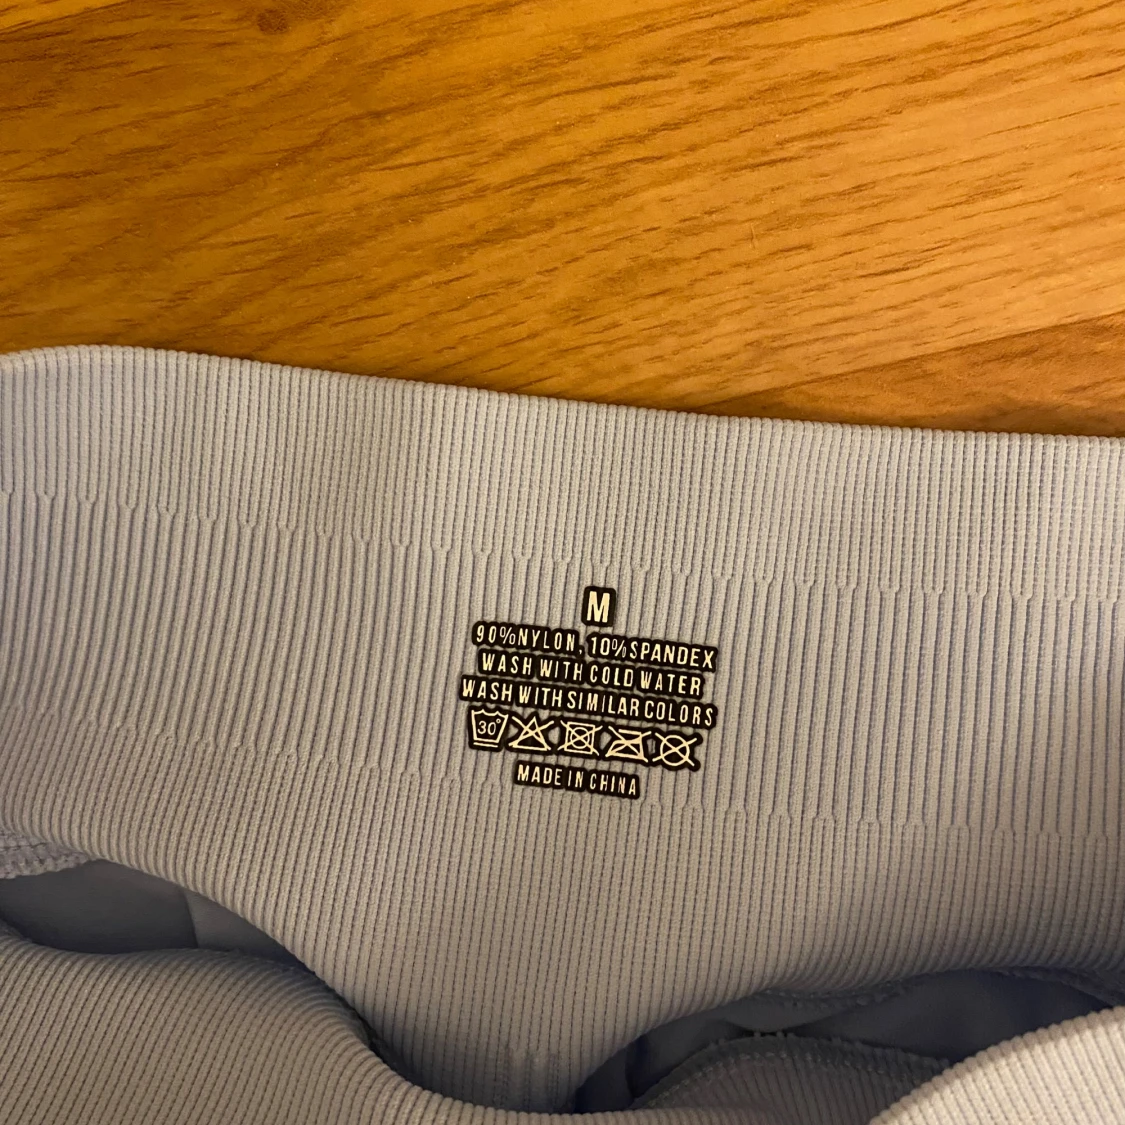 M
90%NYLON, 10%SPANDEX
WASH WITH COLD WATER
WASH WITH SIMILAR COLORS
30°
MADE IN CHINA